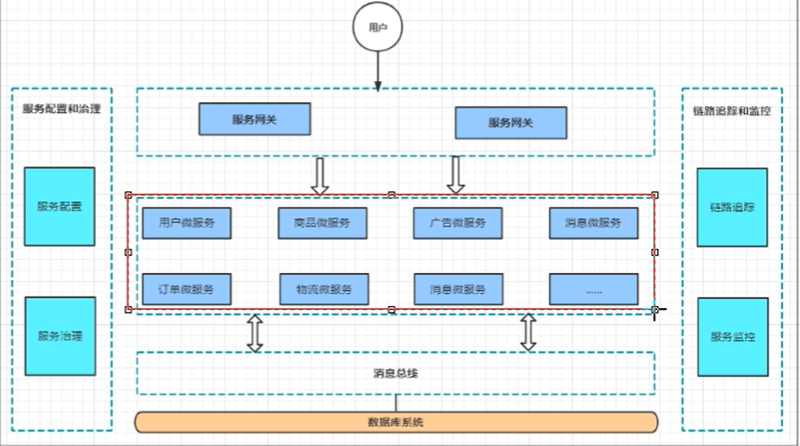 用户
服务配置和治理
服务网关
服务网关
链路追踪和监控
服务配置
用户微服务
商品微服务
广告微服务
消息微服务
链路追踪
订单微服务
物流微服务
消息微服务
......
服务治理
服务监控
消息总线
数据库系统